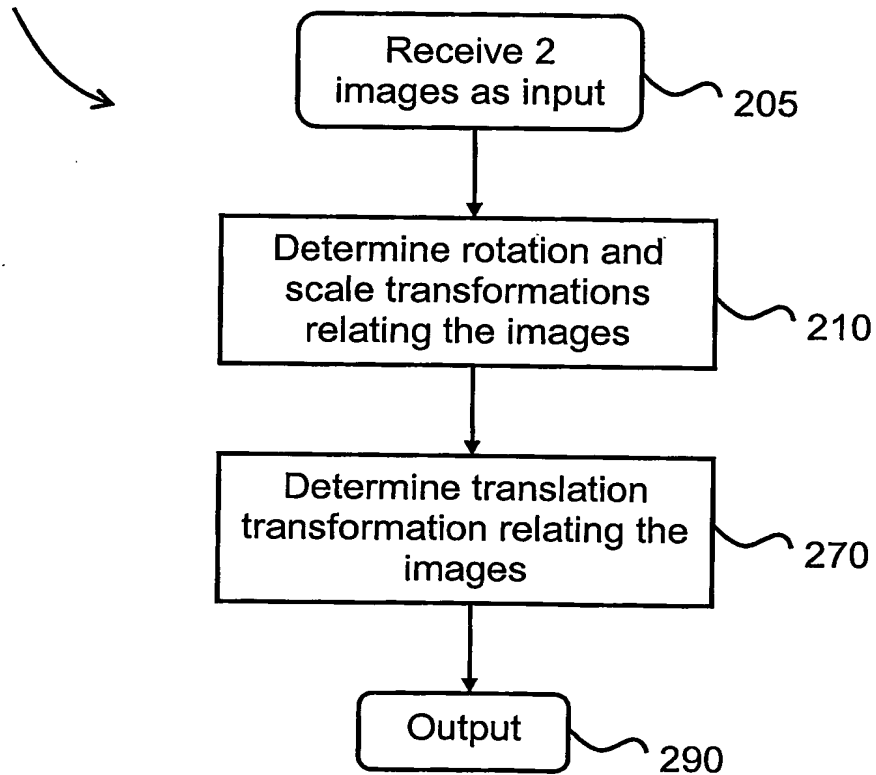 Receive 2
images as input
205
Determine rotation and
scale transformations
relating the images
210
Determine translation
transformation relating the
images
270
Output
290